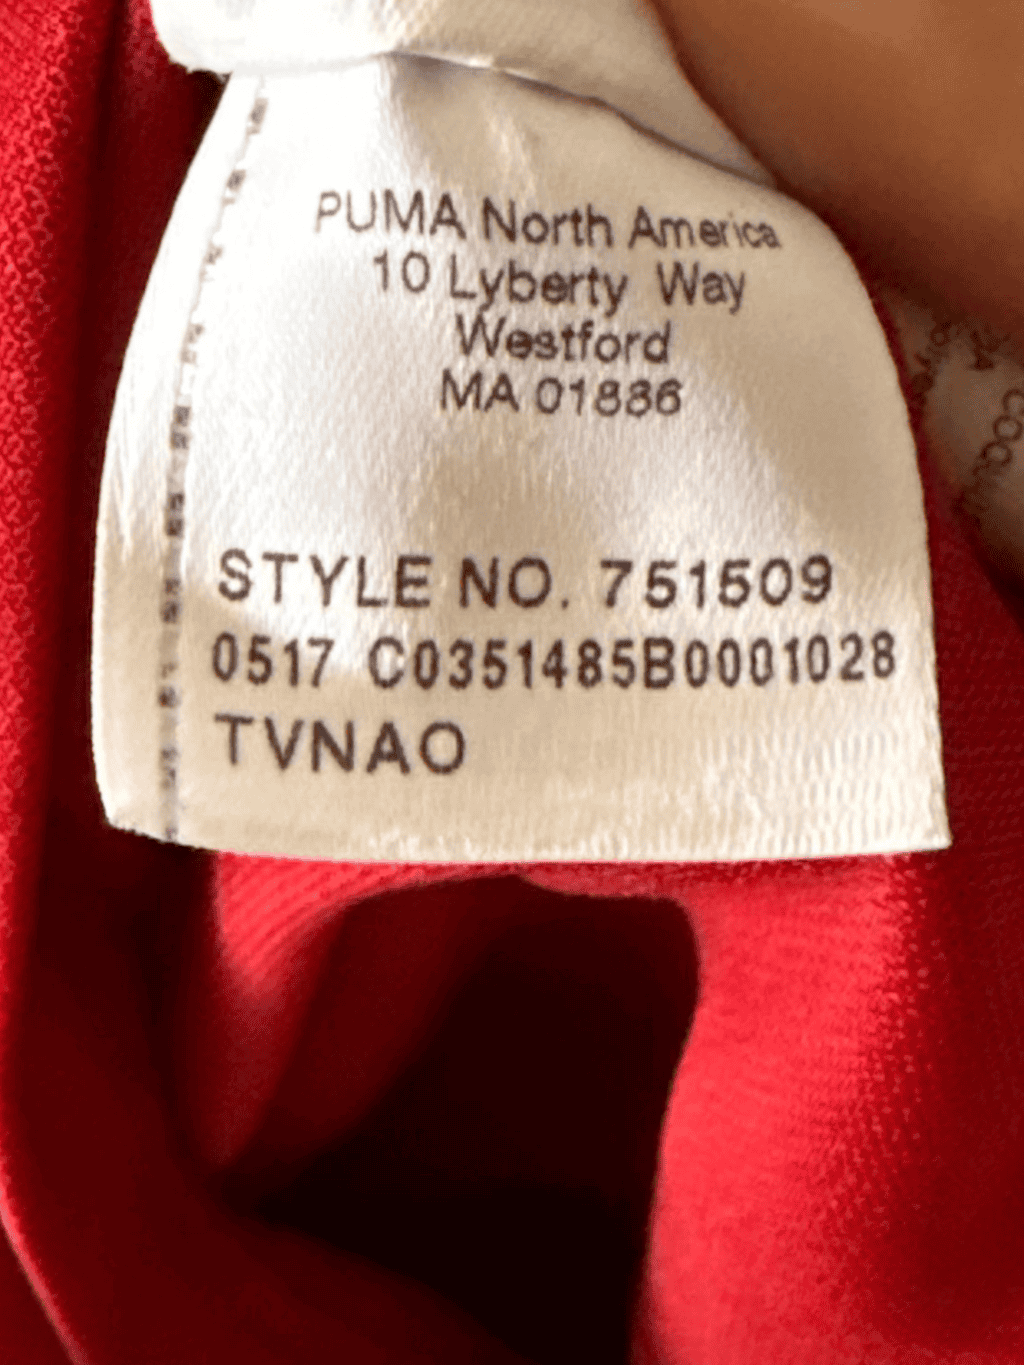 PUMA North America
10 Lyberty Way
Westford
MA 01886
STYLE NO. 751509
0517 C0351485B0001028
TVNAO